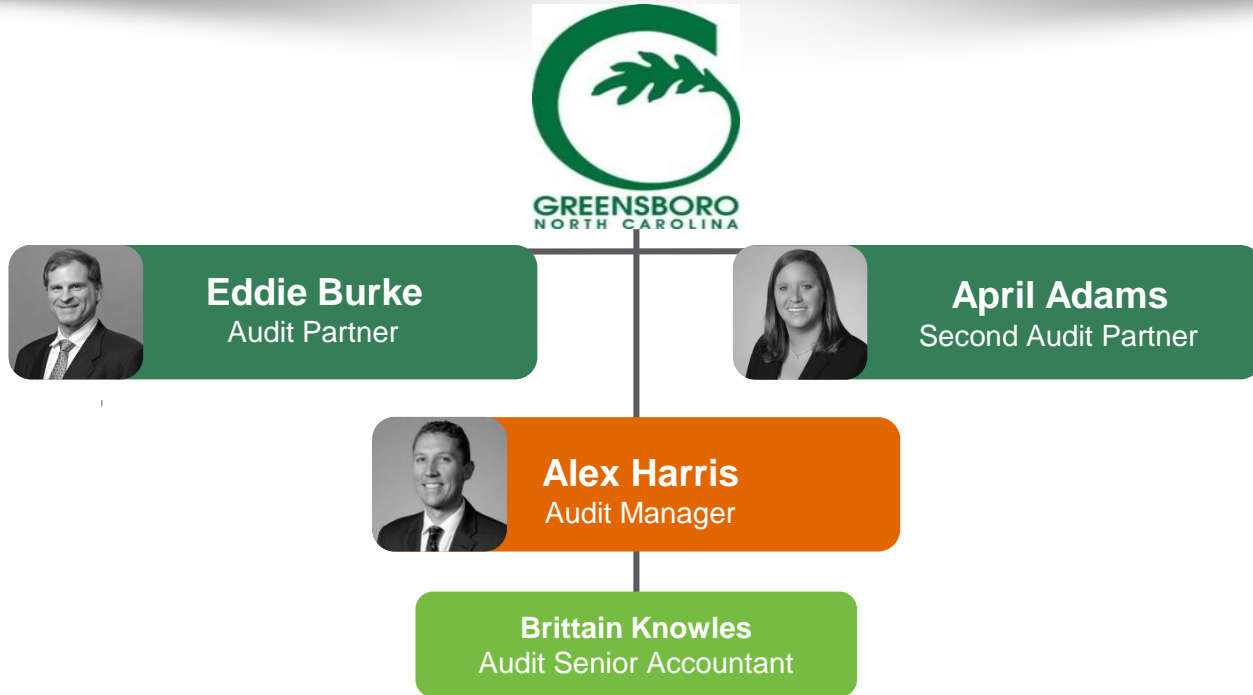 GREENSBORO
NORTH CAROLINA
Eddie Burke
Audit Partner
April Adams
Second Audit Partner
Alex Harris
Audit Manager
Brittain Knowles
Audit Senior Accountant